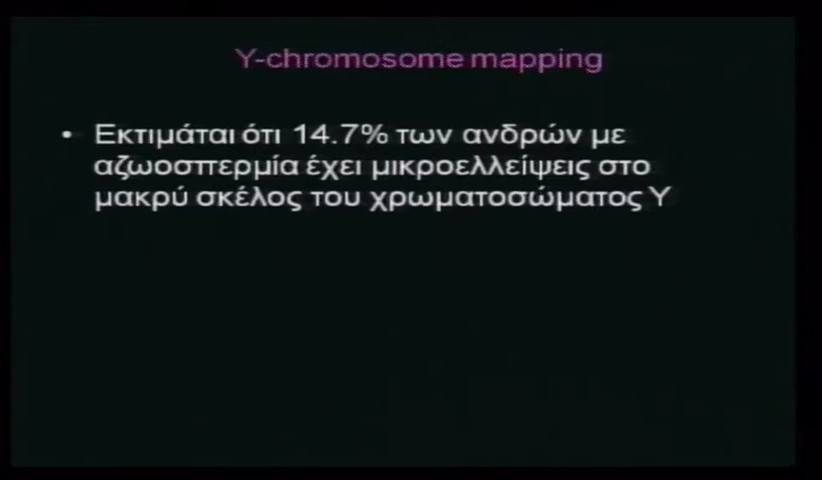 Y-chromosome mapping
• Εκτιμάται ότι 14.7% των ανδρών με
αζωοσπερμία έχει μικροελλείψεις στο
μακρύ σκέλος του χρωματοσώματος Υ